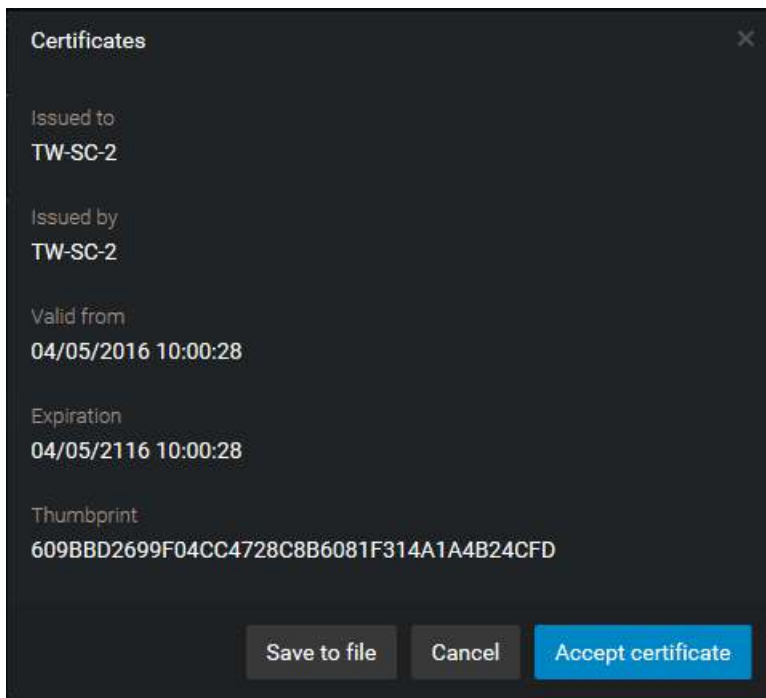 Certificates
Issued to
TW-SC-2
Issued by
TW-SC-2
Valid from
04/05/2016 10:00:28
Expiration
04/05/2116 10:00:28
Thumbprint
609BBD2699F04CC4728C8B6081F314A1A4B24CFD
Save to file Cancel Accept certificate